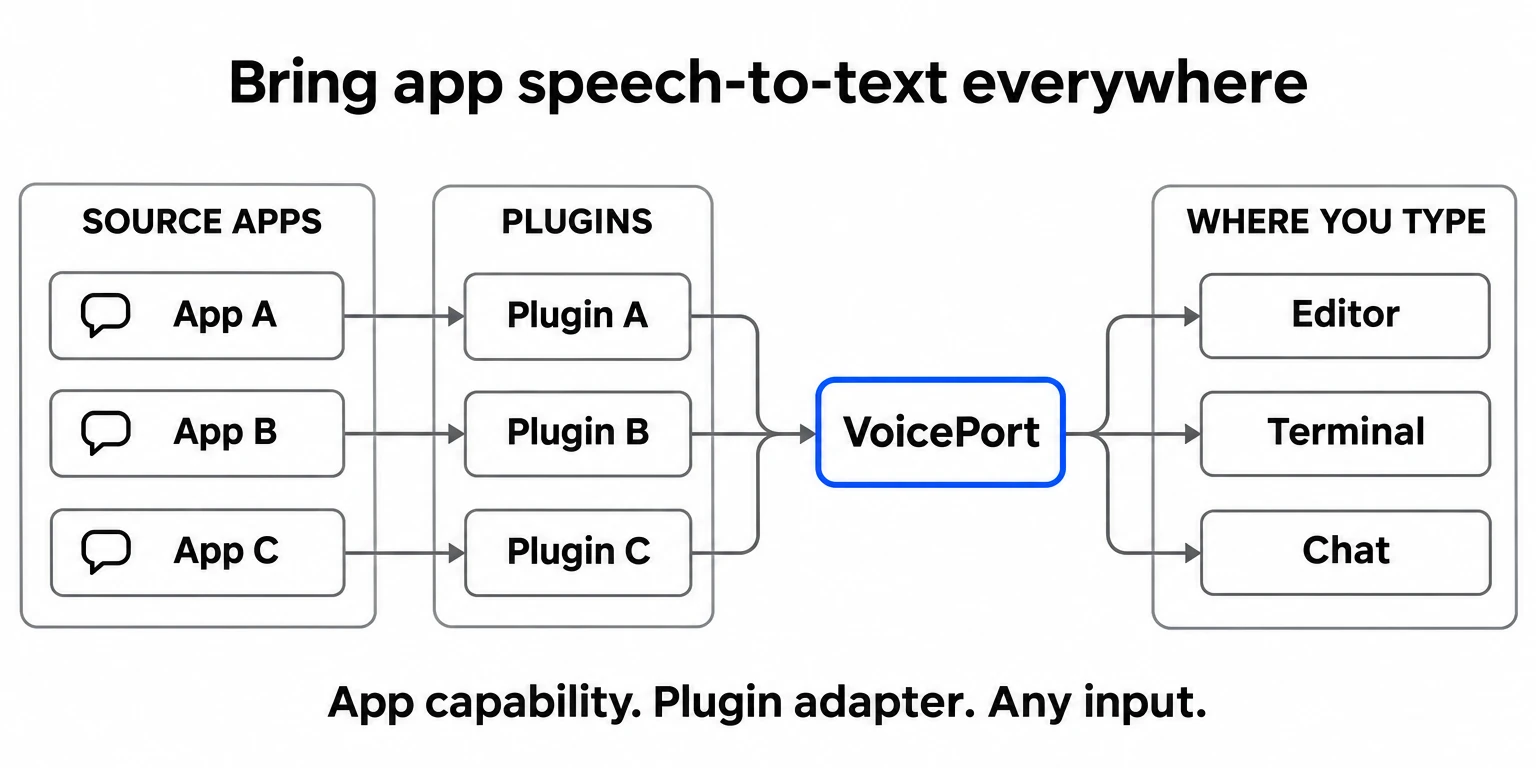 Bring app speech-to-text everywhere
SOURCE APPS
App A
App B
App C
PLUGINS
Plugin A
Plugin B
Plugin C
VoicePort
WHERE YOU TYPE
Editor
Terminal
Chat
App capability. Plugin adapter. Any input.